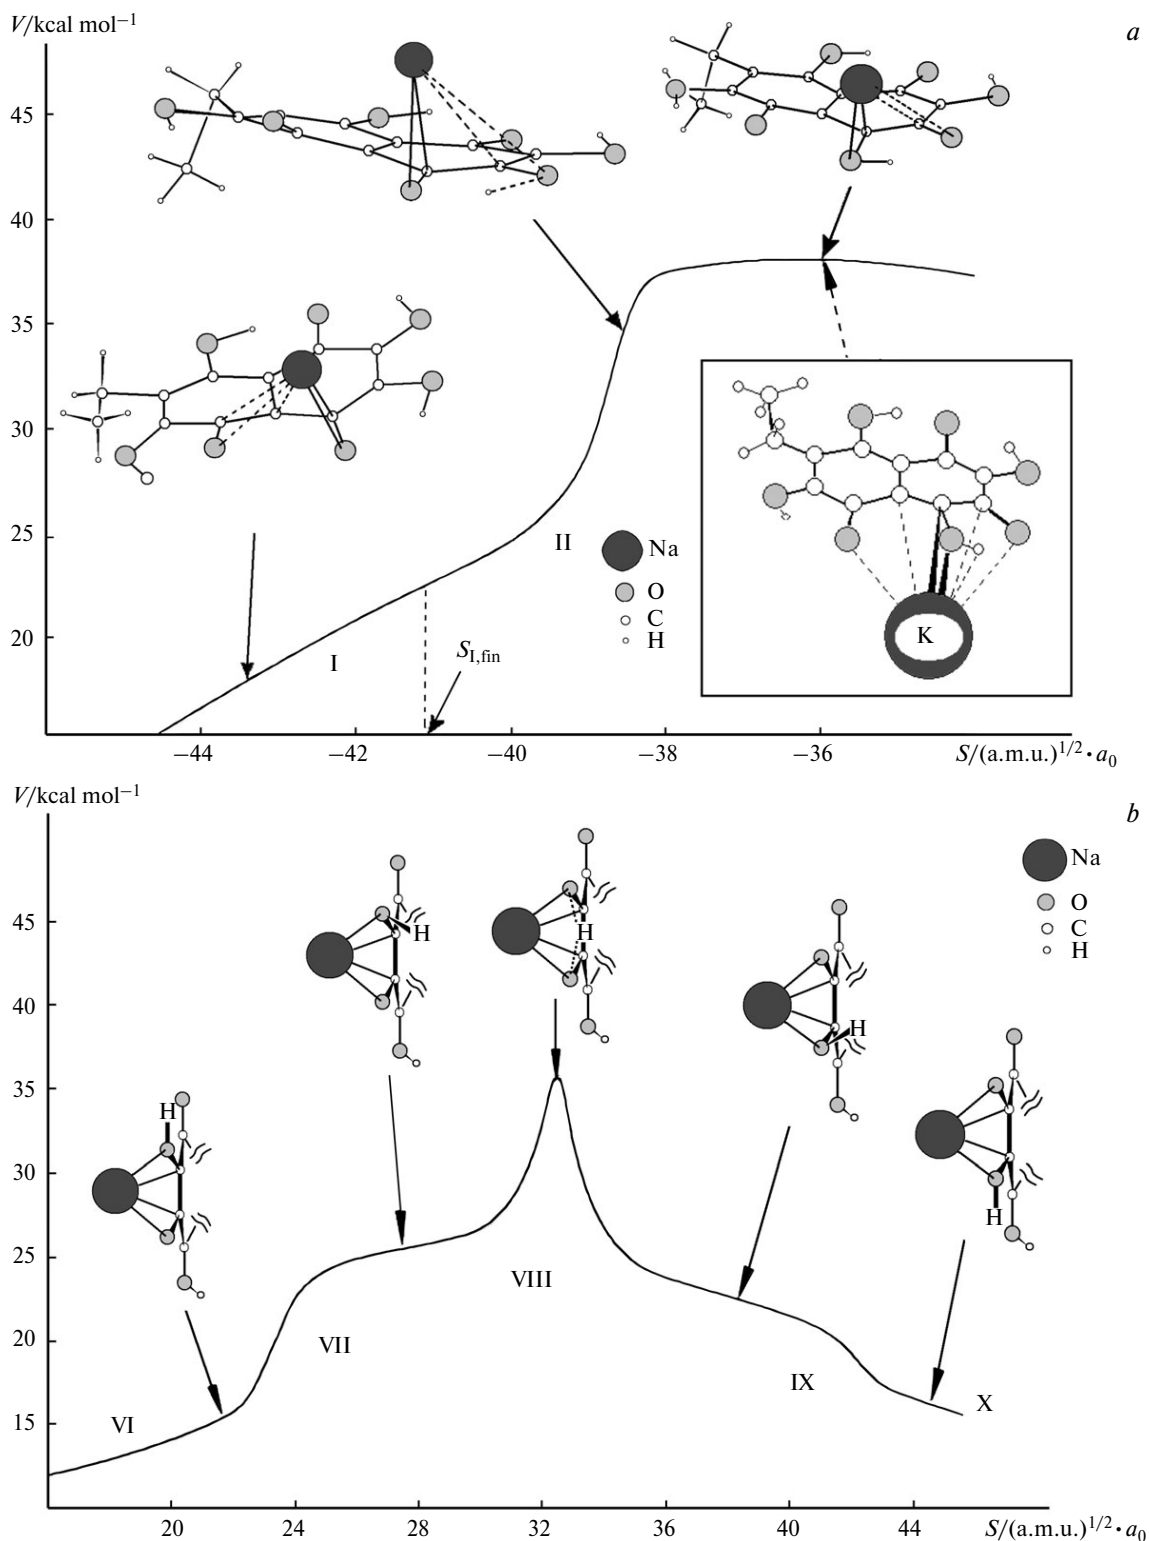 V/kcal mol−1
a
45
40
35
30
25
20
I
II
SI,fin
Na
O
C
H
K
−44
−42
−40
−38
−36
S/(a.m.u.)1/2·a0
V/kcal mol−1
b
Na
O
C
H
H
H
H
H
H
45
40
35
30
25
20
15
VI
VII
VIII
IX
X
20
24
28
32
36
40
44
S/(a.m.u.)1/2·a0